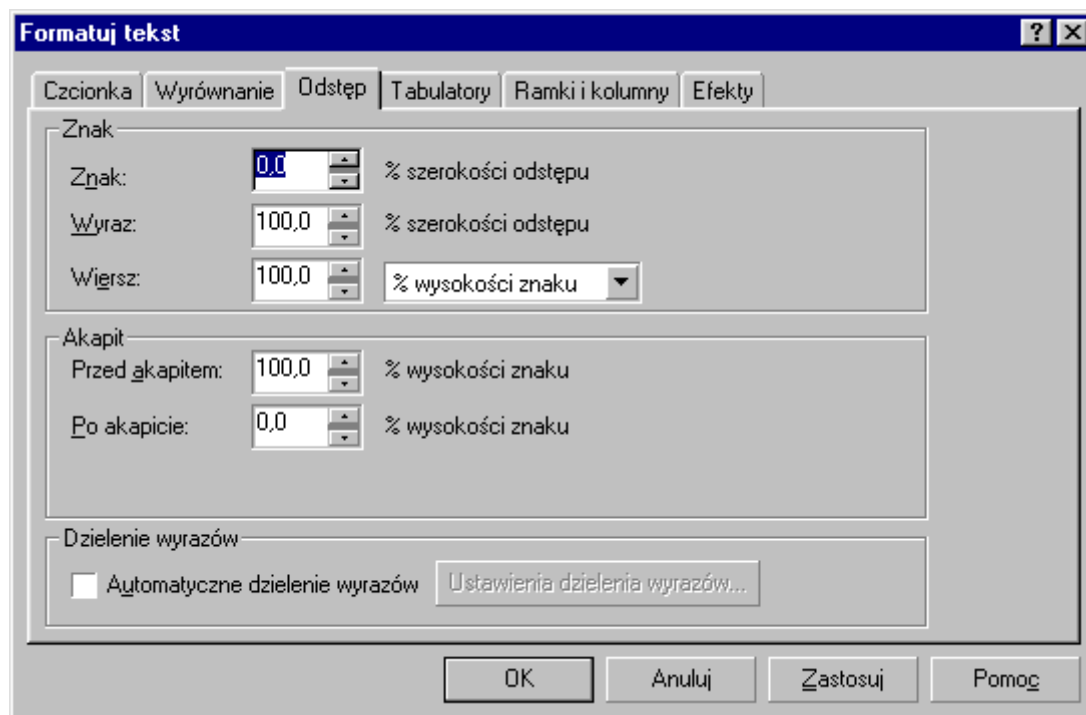 Formatuj tekst
Czcionka Wyrównanie Odstęp Tabulatory Ramki i kolumny Efekty
Znak
Znak: 0,0 % szerokości odstępu
Wyraz: 100,0 % szerokości odstępu
Wiersz: 100,0 % wysokości znaku
Akapit
Przed akapitem: 100,0 % wysokości znaku
Po akapicie: 0,0 % wysokości znaku
Dzielenie wyrazów
Automatyczne dzielenie wyrazów Ustawienia dzielenia wyrazów...
OK Anuluj Zastosuj Pomoc